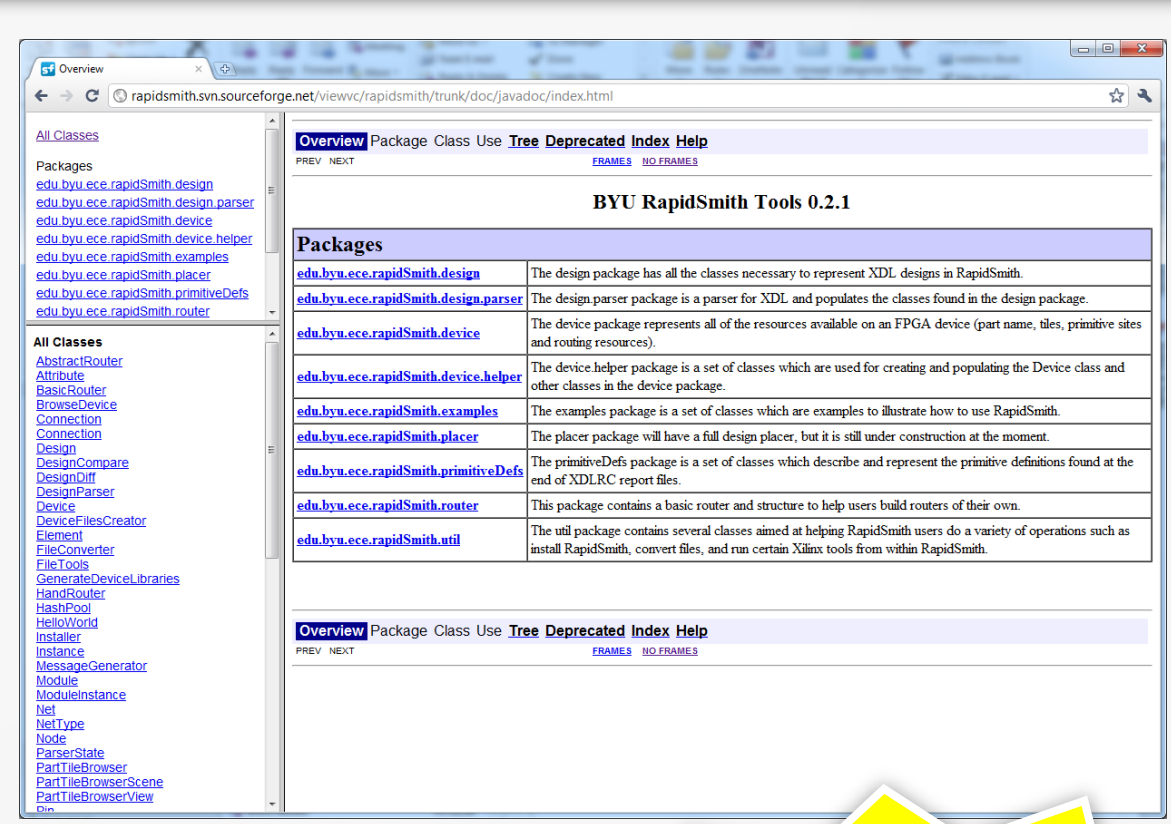 Overview
rapidsmith.svn.sourceforge.net/viewvc/rapidsmith/trunk/doc/javadoc/index.html
All Classes
Packages
edu.byu.ece.rapidSmith.design
edu.byu.ece.rapidSmith.design.parser
edu.byu.ece.rapidSmith.device
edu.byu.ece.rapidSmith.device.helper
edu.byu.ece.rapidSmith.examples
edu.byu.ece.rapidSmith.placer
edu.byu.ece.rapidSmith.primitiveDefs
edu.byu.ece.rapidSmith.router
All Classes
AbstractRouter
Attribute
BasicRouter
BrowseDevice
Connection
Connection
Design
DesignCompare
DesignDiff
DesignParser
Device
DeviceFilesCreator
Element
FileConverter
FileTools
GenerateDeviceLibraries
HandRouter
HashPool
HelloWorld
Installer
Instance
MessageGenerator
Module
ModuleInstance
Net
NetType
Node
ParserState
PartTileBrowser
PartTileBrowserScene
PartTileBrowserView
Pin
Overview Package Class Use Tree Deprecated Index Help
PREV NEXT FRAMES NO FRAMES
BYU RapidSmith Tools 0.2.1
Packages
edu.byu.ece.rapidSmith.design The design package has all the classes necessary to represent XDL designs in RapidSmith.
edu.byu.ece.rapidSmith.design.parser The design.parser package is a parser for XDL and populates the classes found in the design package.
edu.byu.ece.rapidSmith.device The device package represents all of the resources available on an FPGA device (part name, tiles, primitive sites
and routing resources).
edu.byu.ece.rapidSmith.device.helper The device.helper package is a set of classes which are used for creating and populating the Device class and
other classes in the device package.
edu.byu.ece.rapidSmith.examples The examples package is a set of classes which are examples to illustrate how to use RapidSmith.
edu.byu.ece.rapidSmith.placer The placer package will have a full design placer, but it is still under construction at the moment.
edu.byu.ece.rapidSmith.primitiveDefs The primitiveDefs package is a set of classes which describe and represent the primitive definitions found at the
end of XDLRC report files.
edu.byu.ece.rapidSmith.router This package contains a basic router and structure to help users build routers of their own.
edu.byu.ece.rapidSmith.util The util package contains several classes aimed at helping RapidSmith users do a variety of operations such as
install RapidSmith, convert files, and run certain Xilinx tools from within RapidSmith.
Overview Package Class Use Tree Deprecated Index Help
PREV NEXT FRAMES NO FRAMES